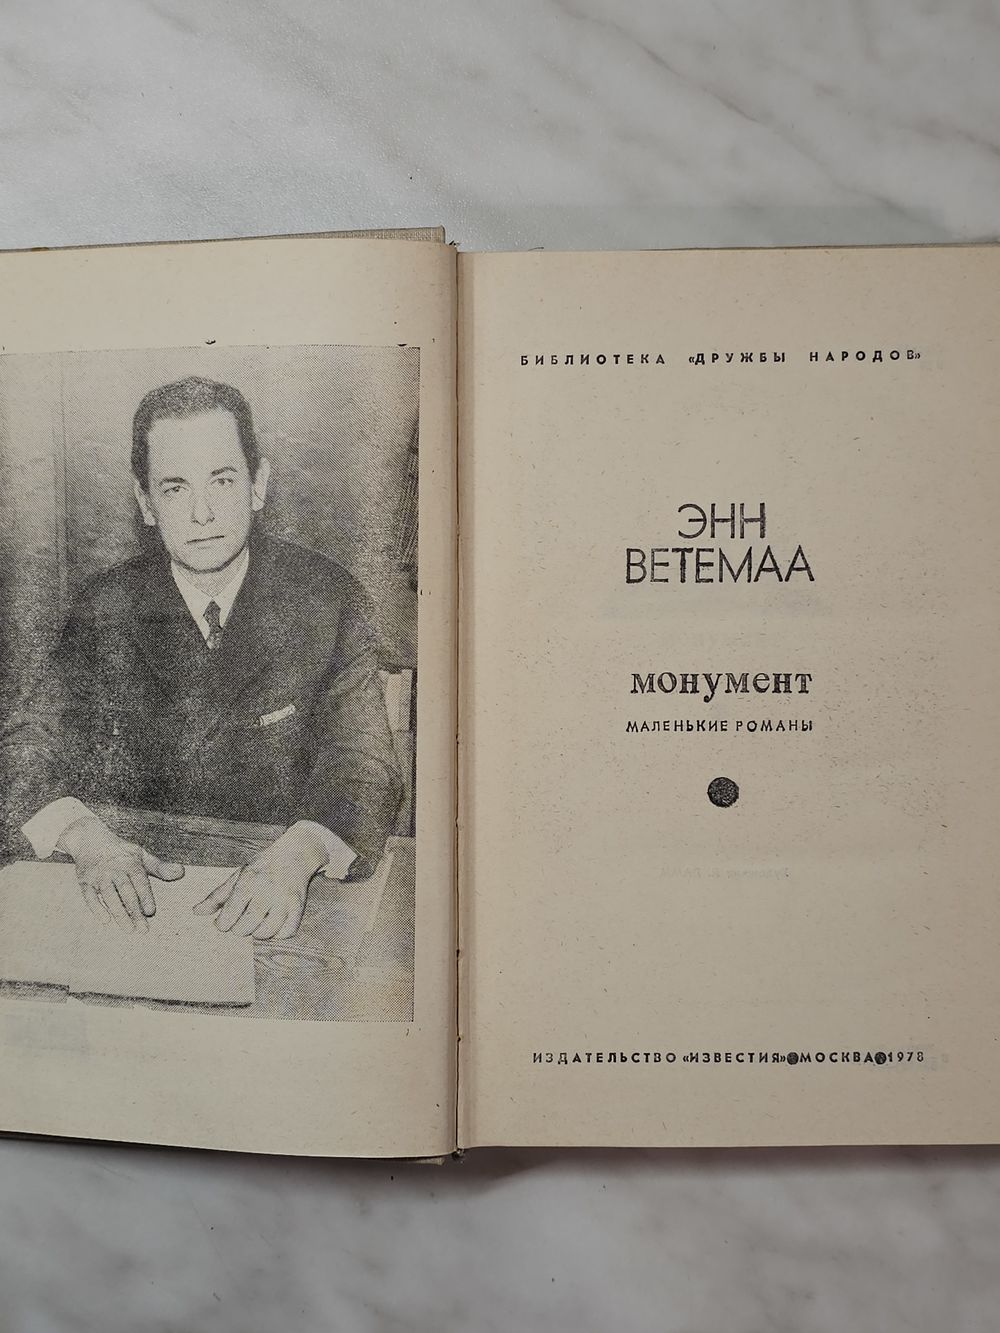 БИБЛИОТЕКА «ДРУЖБЫ НАРОДОВ»
ЭНН
ВЕТЕМАА
МОНУМЕНТ
МАЛЕНЬКИЕ РОМАНЫ
ИЗДАТЕЛЬСТВО «ИЗВЕСТИЯ»●МОСКВА●1978